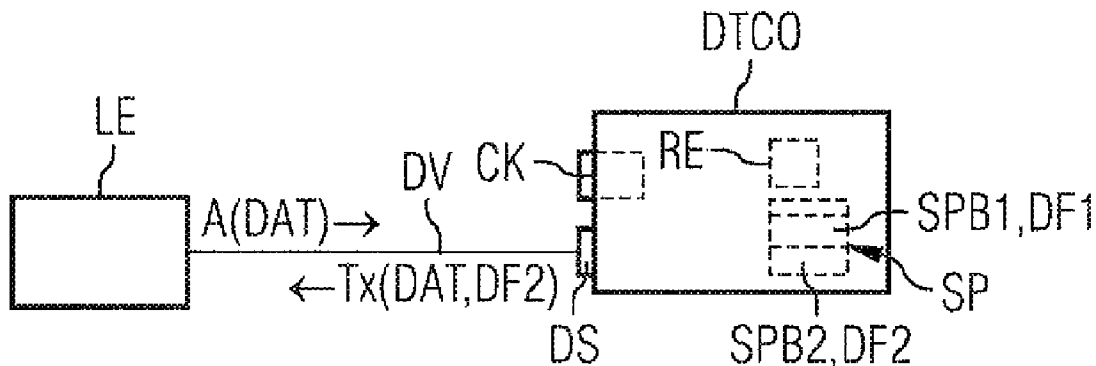 DTCO
LE
RE
CK
DV
A(DAT)→
SPB1,DF1
←Tx(DAT,DF2)
SP
DS
SPB2,DF2